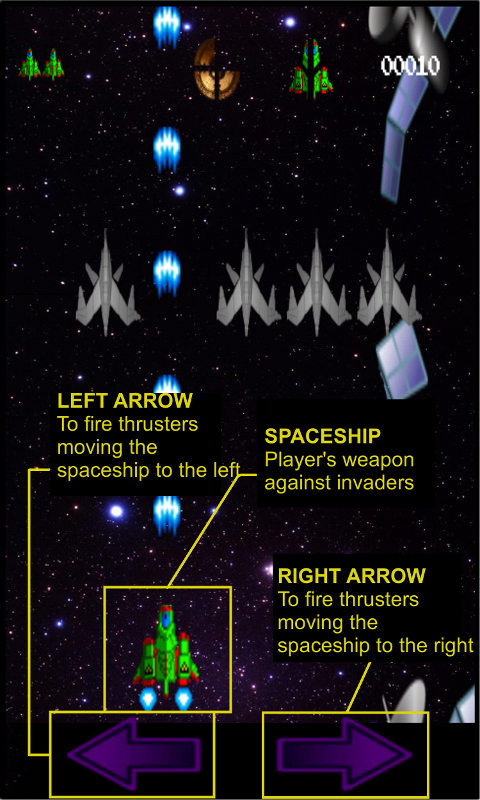 00010
LEFT ARROW
To fire thrusters
moving the
spaceship to the left
SPACESHIP
Player's weapon
against invaders
RIGHT ARROW
To fire thrusters
moving the
spaceship to the right